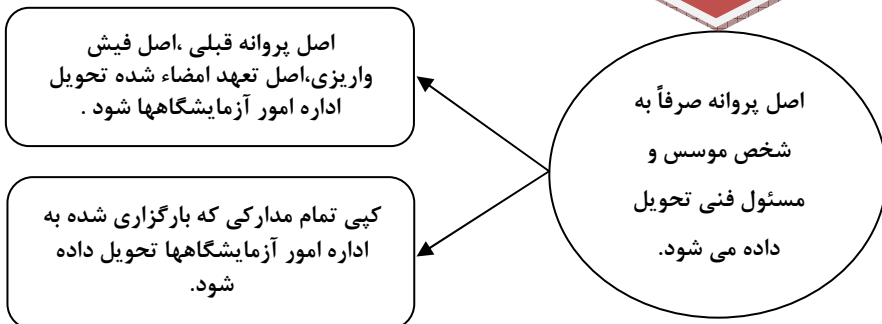 اصل پروانه صرفاً به
شخص موسس و
مسئول فنی تحویل
داده می شود.
اصل پروانه قبلی ،اصل فیش
واریزی،اصل تعهد امضاء شده تحویل
اداره امور آزمایشگاهها شود .
کپی تمام مدارکی که بارگزاری شده به
اداره امور آزمایشگاهها تحویل داده
شود.